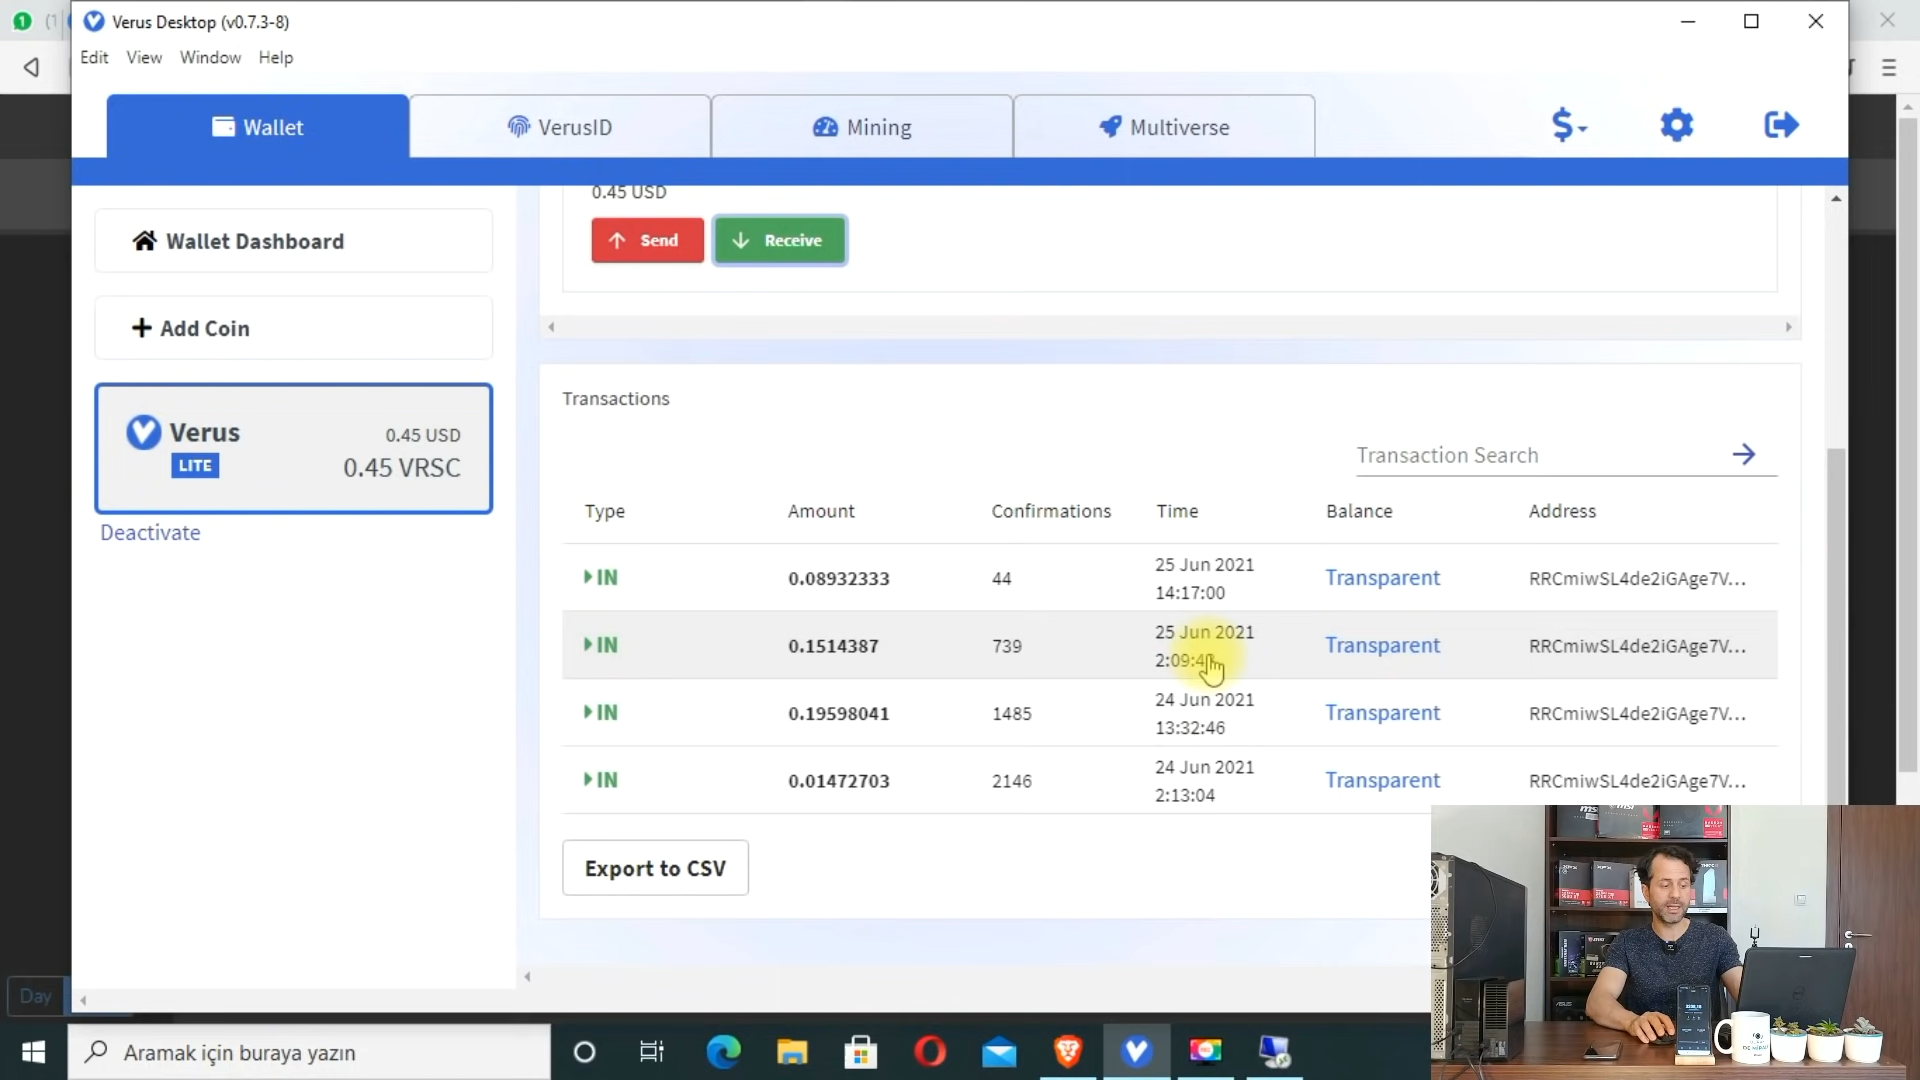 Verus Desktop (v0.7.3-8)
Edit View Window Help
Wallet VerusID Mining Multiverse
Wallet Dashboard
Add Coin
Verus 0.45 USD
LITE 0.45 VRSC
Deactivate
0.45 USD
Send Receive
Transactions
Transaction Search
Type Amount Confirmations Time Balance Address
IN 0.08932333 44 25 Jun 2021 14:17:00 Transparent RRCmiwSL4de2iGAge7V...
IN 0.1514387 739 25 Jun 2021 Transparent RRCmiwSL4de2iGAge7V...
IN 0.19598041 1485 24 Jun 2021 13:32:46 Transparent RRCmiwSL4de2iGAge7V...
IN 0.01472703 2146 24 Jun 2021 2:13:04 Transparent RRCmiwSL4de2iGAge7V...
Export to CSV
Day
Aramak için buraya yazın